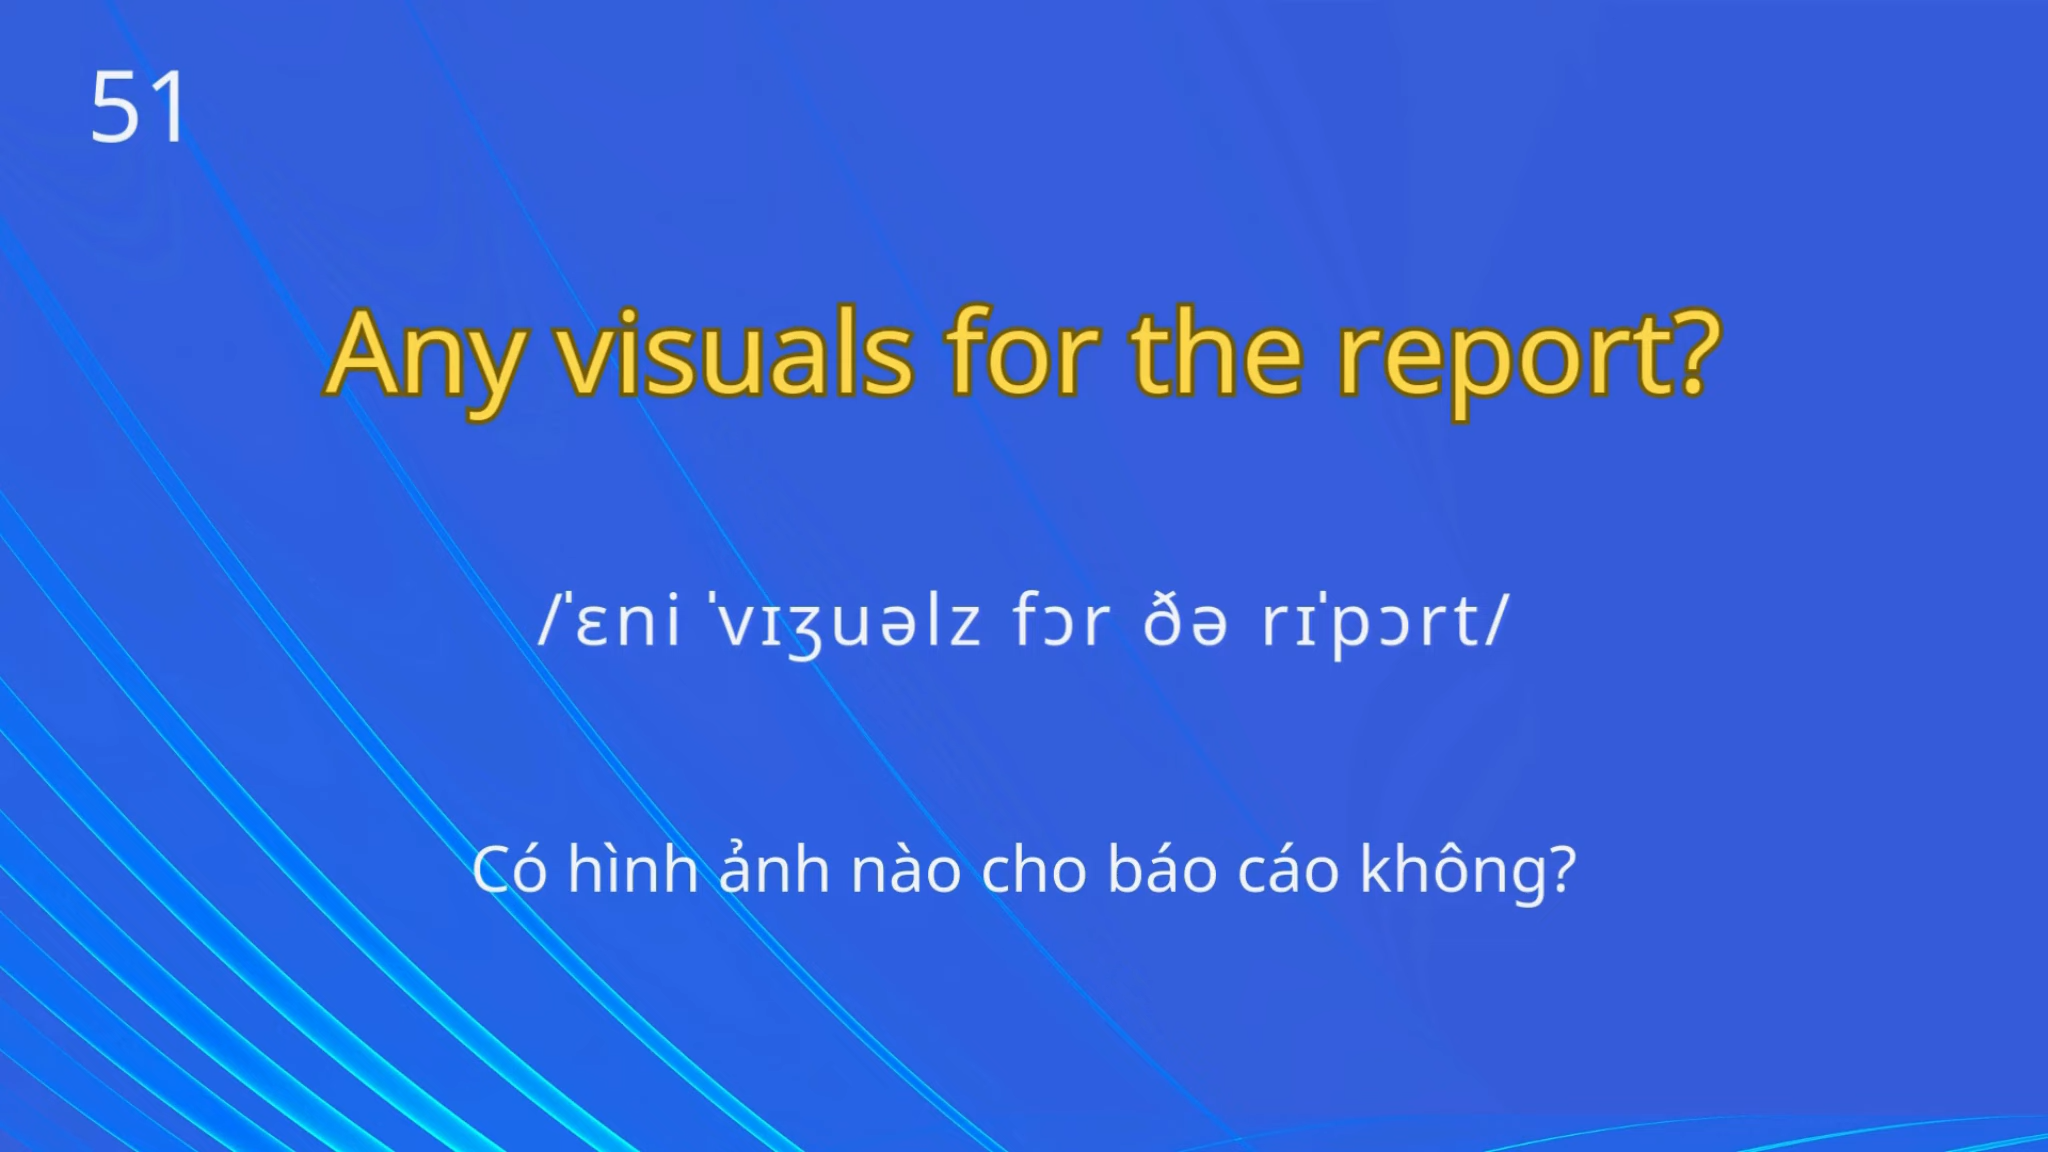 51
Any visuals for the report?
/ˈɛni ˈvɪʒuəlz fɔr ðə rɪˈpɔrt/
Có hình ảnh nào cho báo cáo không?